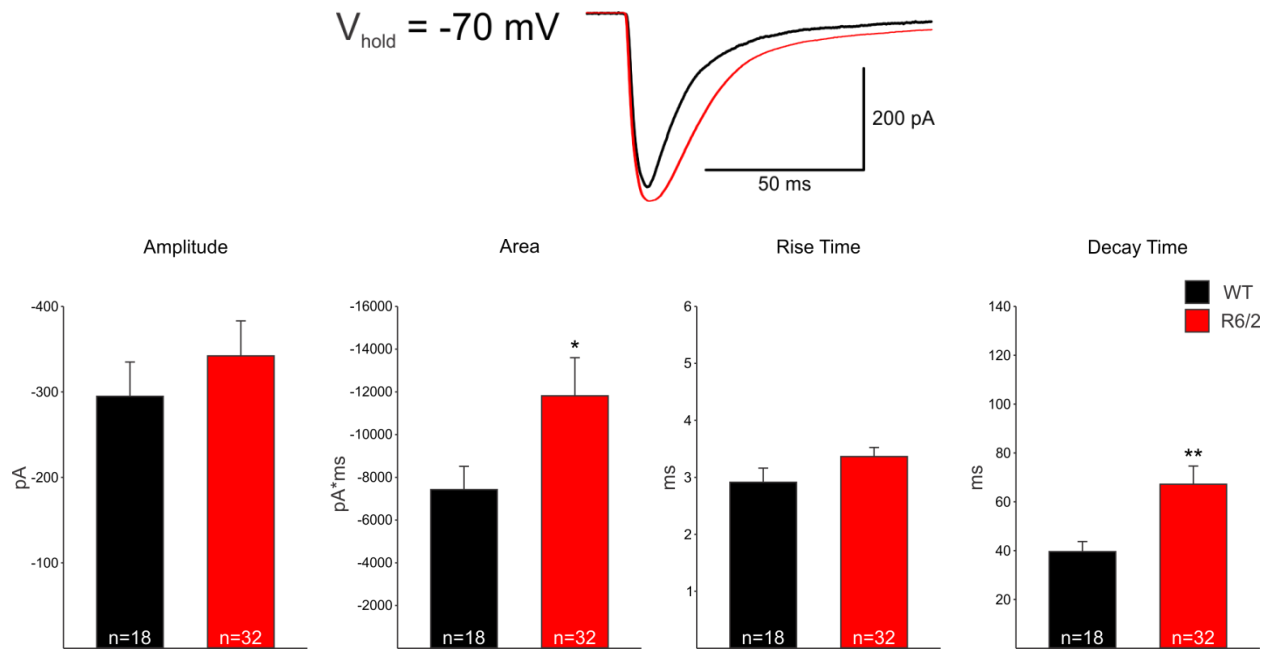 Vhold = -70 mV
200 pA
50 ms
Amplitude
Area
Rise Time
Decay Time
WT
R6/2
pA
-400
-300
-200
-100
n=18
n=32
pA*ms
-16000
-14000
-12000
-10000
-8000
-6000
-4000
-2000
*
n=18
n=32
ms
6
5
4
3
2
1
n=18
n=32
ms
140
120
100
80
60
40
20
**
n=18
n=32